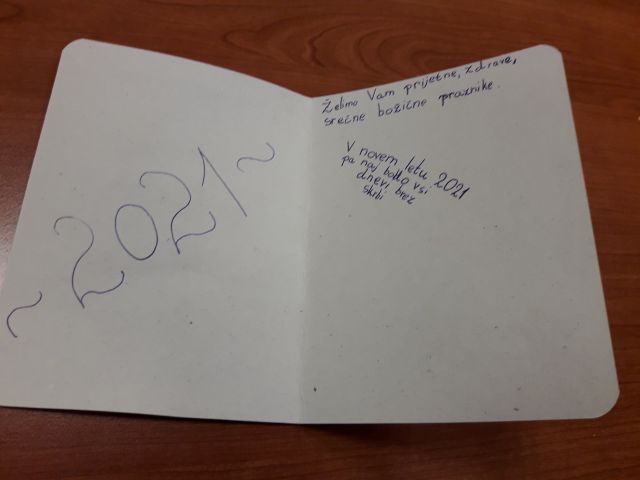 ~ 2021 ~
Želimo Vam prijetne, zdrave,
srečne božične praznike.
V novem letu 2021
pa naj bodo vsi
dnevi brez
skrbi